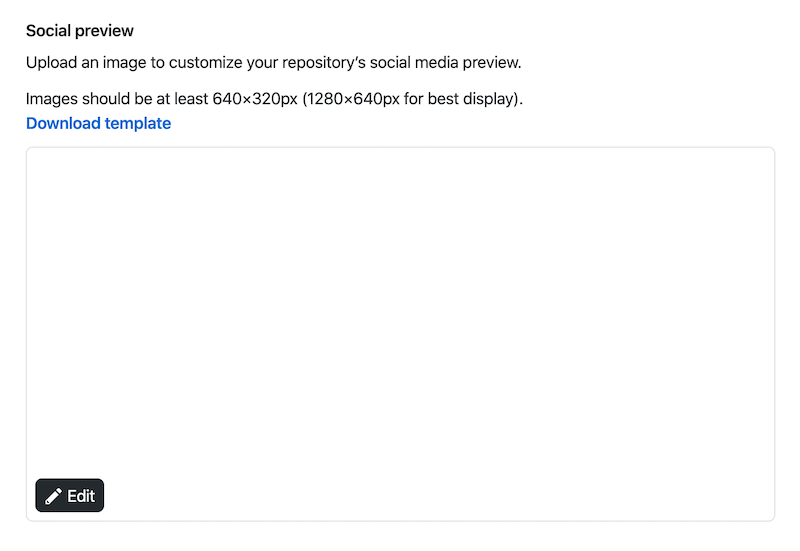 Social preview
Upload an image to customize your repository’s social media preview.
Images should be at least 640×320px (1280×640px for best display).
Download template
Edit